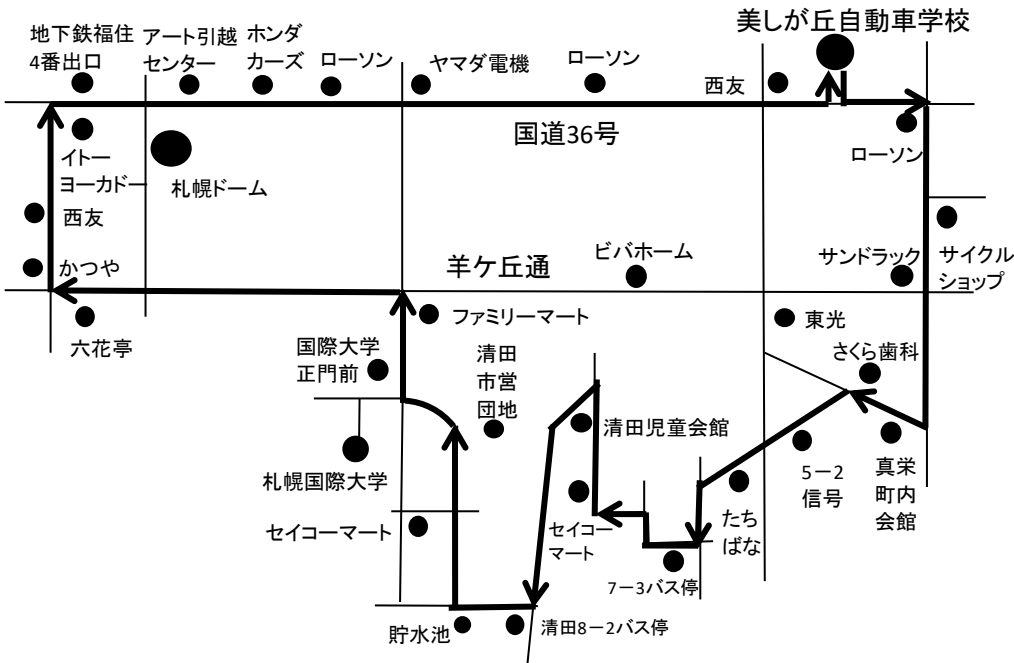 美しが丘自動車学校
地下鉄福住
4番出口
アート引越
センター
ホンダ
カーズ
ローソン
ヤマダ電機
ローソン
西友
国道36号
イトー
ヨーカドー
札幌ドーム
ローソン
西友
かつや
羊ケ丘通
ビバホーム
サンドラック
サイクル
ショップ
六花亭
ファミリーマート
東光
国際大学
正門前
清田
市営
団地
さくら歯科
清田児童会館
札幌国際大学
5－2
信号
真栄
町内
会館
セイコーマート
セイコー
マート
たち
ばな
7－3バス停
貯水池
清田8－2バス停